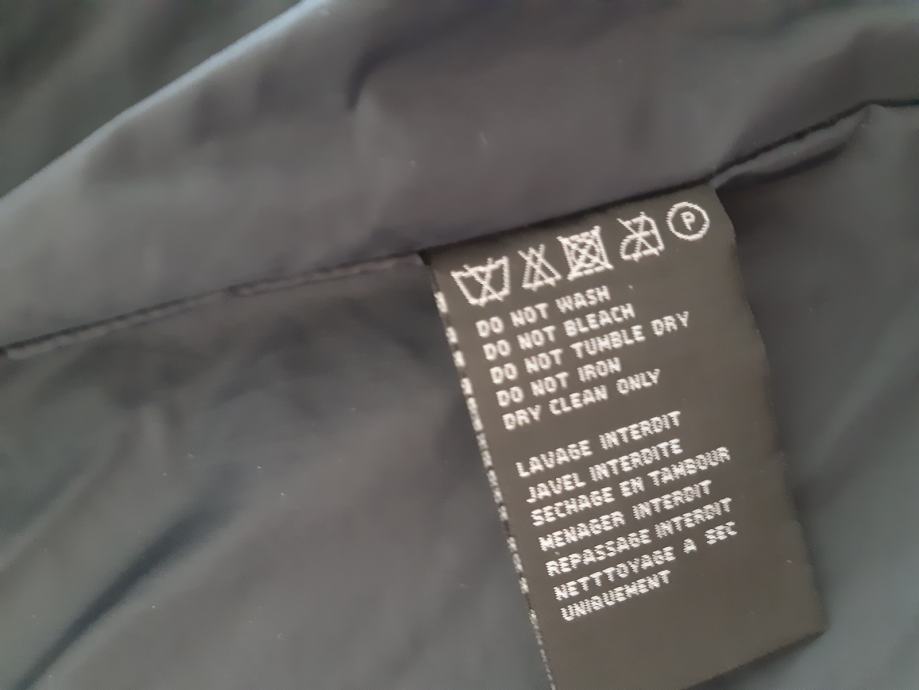 P
DO NOT WASH
DO NOT BLEACH
DO NOT TUMBLE DRY
DO NOT IRON
DRY CLEAN ONLY
LAVAGE INTERDIT
JAVEL INTERDITE
SECHAGE EN TAMBOUR
MENAGER INTERDIT
REPASSAGE INTERDIT
NETTTOYAGE A SEC
UNIQUEMENT